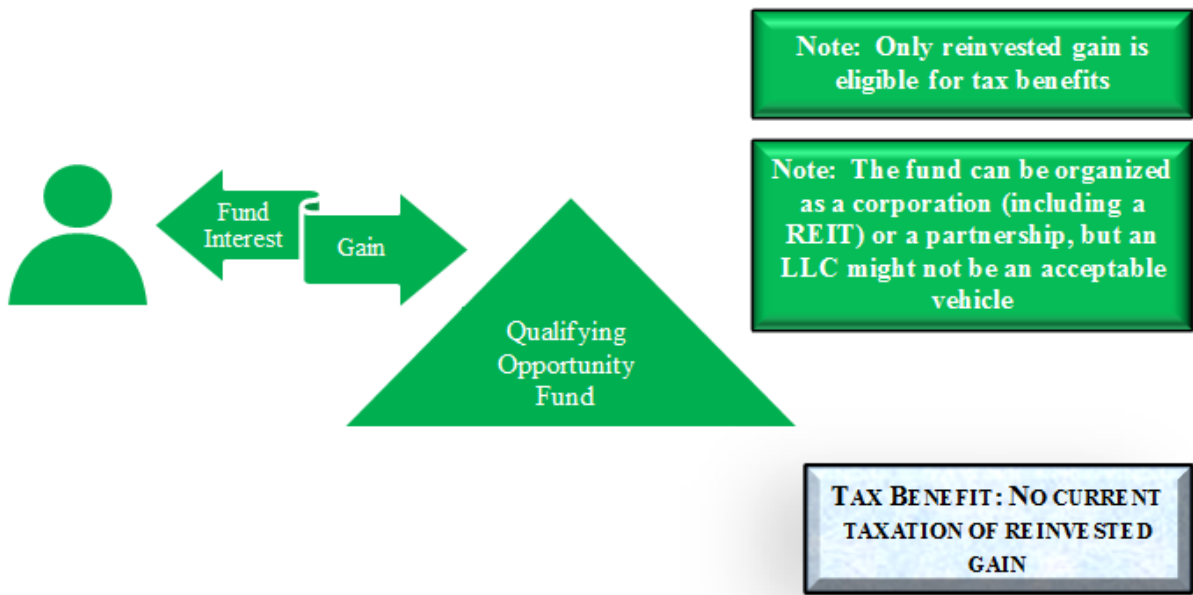 Note: Only reinvested gain is
eligible for tax benefits
Note: The fund can be organized
as a corporation (including a
REIT) or a partnership, but an
LLC might not be an acceptable
vehicle
Fund
Interest
Gain
Qualifying
Opportunity
Fund
TAX BENEFIT: NO CURRENT
TAXATION OF REINVESTED
GAIN